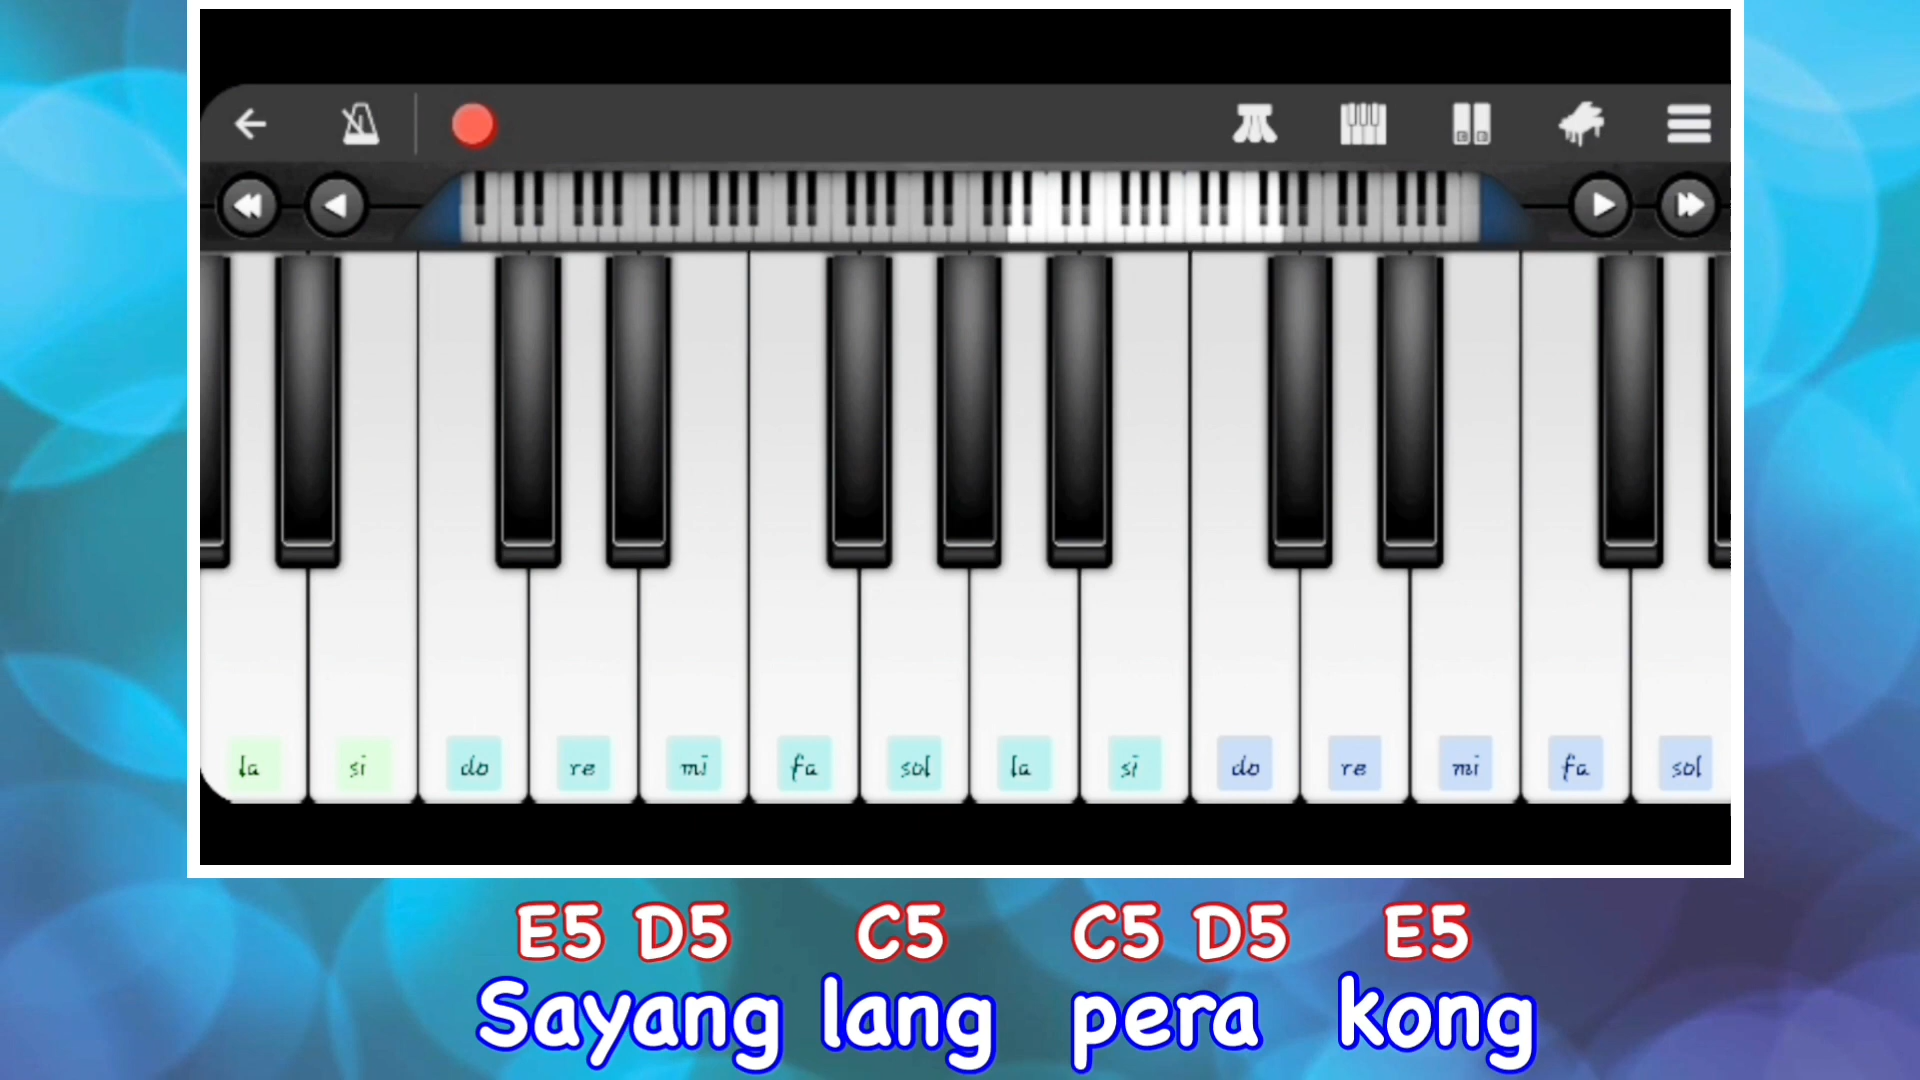 la si do re mi fa sol la si do re mi fa sol
E5 D5 C5 C5 D5 E5
Sayang lang pera kong